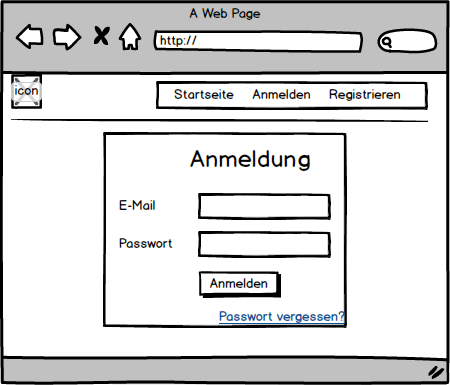 A Web Page
http://
icon
Startseite Anmelden Registrieren
Anmeldung
E-Mail
Passwort
Anmelden
Passwort vergessen?